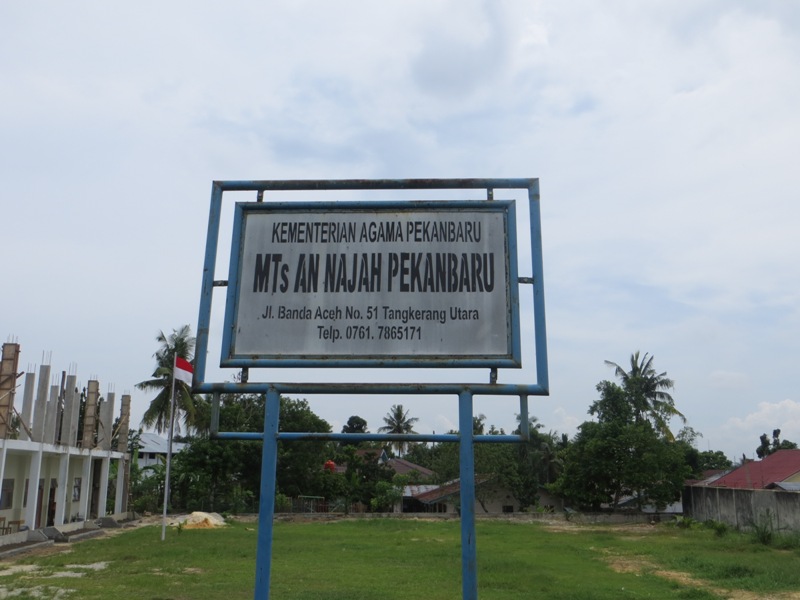 KEMENTERIAN AGAMA PEKANBARU
MTs AN NAJAH PEKANBARU
Jl. Banda Aceh No. 51 Tangkerang Utara
Telp. 0761. 7865171